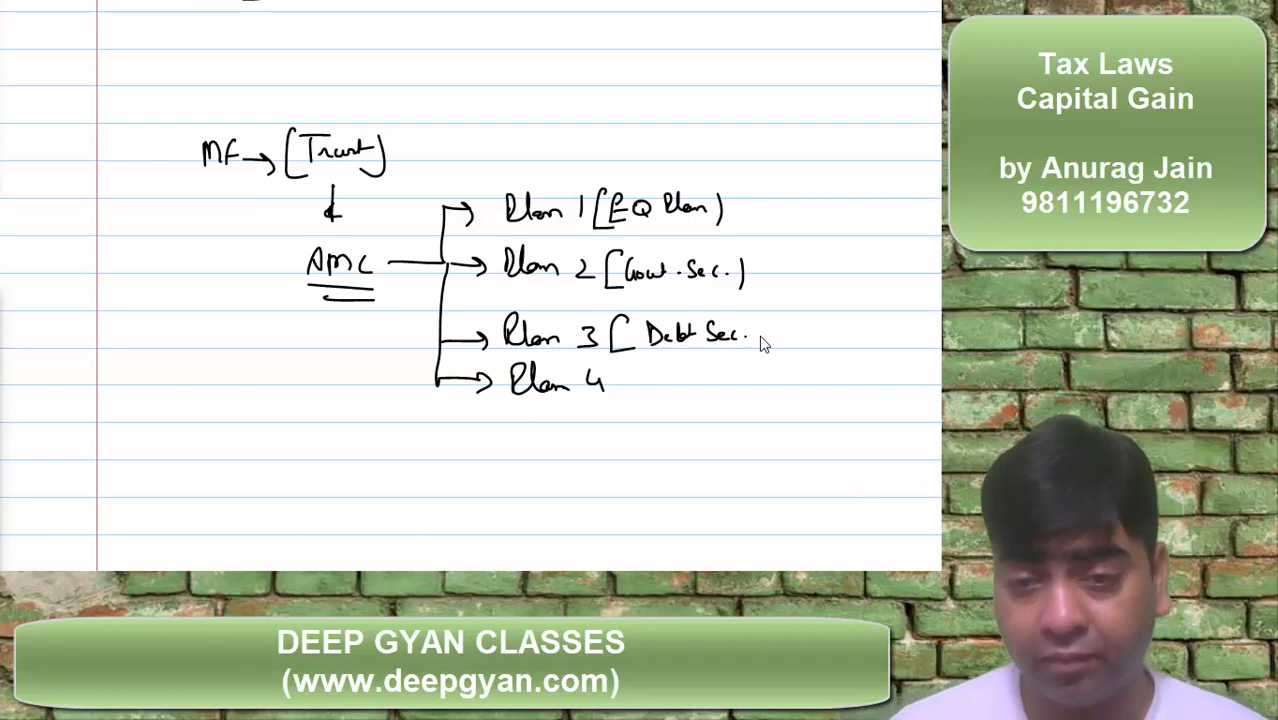 MF → [Trust]
Plan 1 [EQ Plan)
AMC
Plan 2 [Govt. Sec.)
Plan 3 [ Debt Sec.
Plan 4
Tax Laws
Capital Gain
by Anurag Jain
9811196732
DEEP GYAN CLASSES
(www.deepgyan.com)